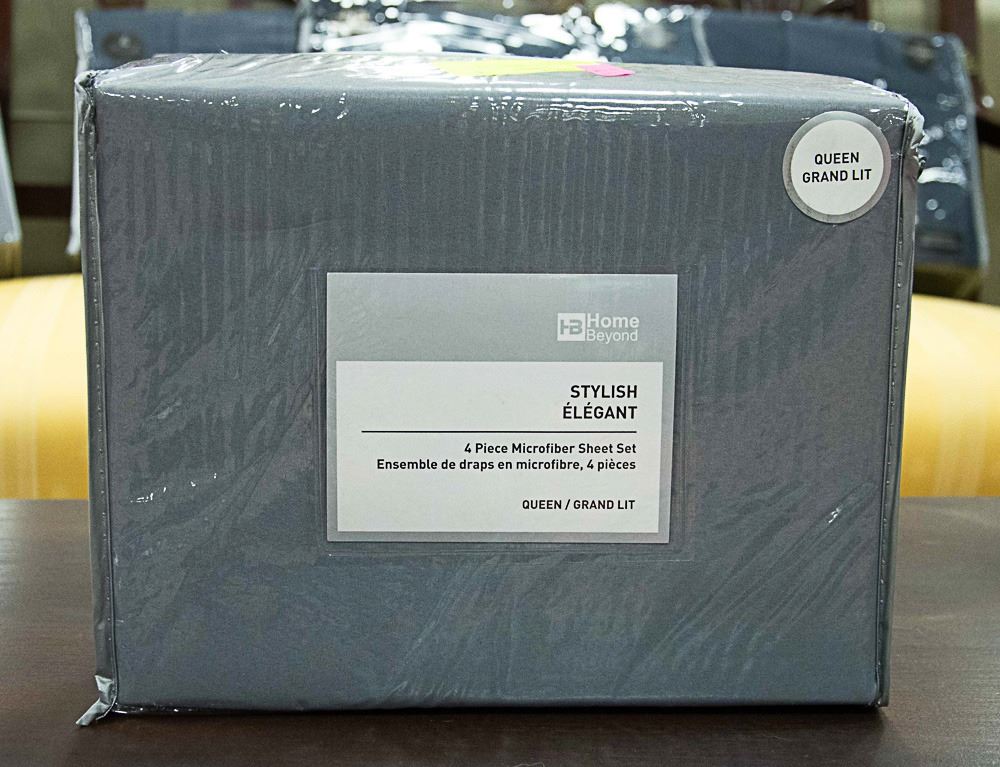 QUEEN
GRAND LIT
HB Home
Beyond
STYLISH
ÉLÉGANT
4 Piece Microfiber Sheet Set
Ensemble de draps en microfibre, 4 pièces
QUEEN / GRAND LIT